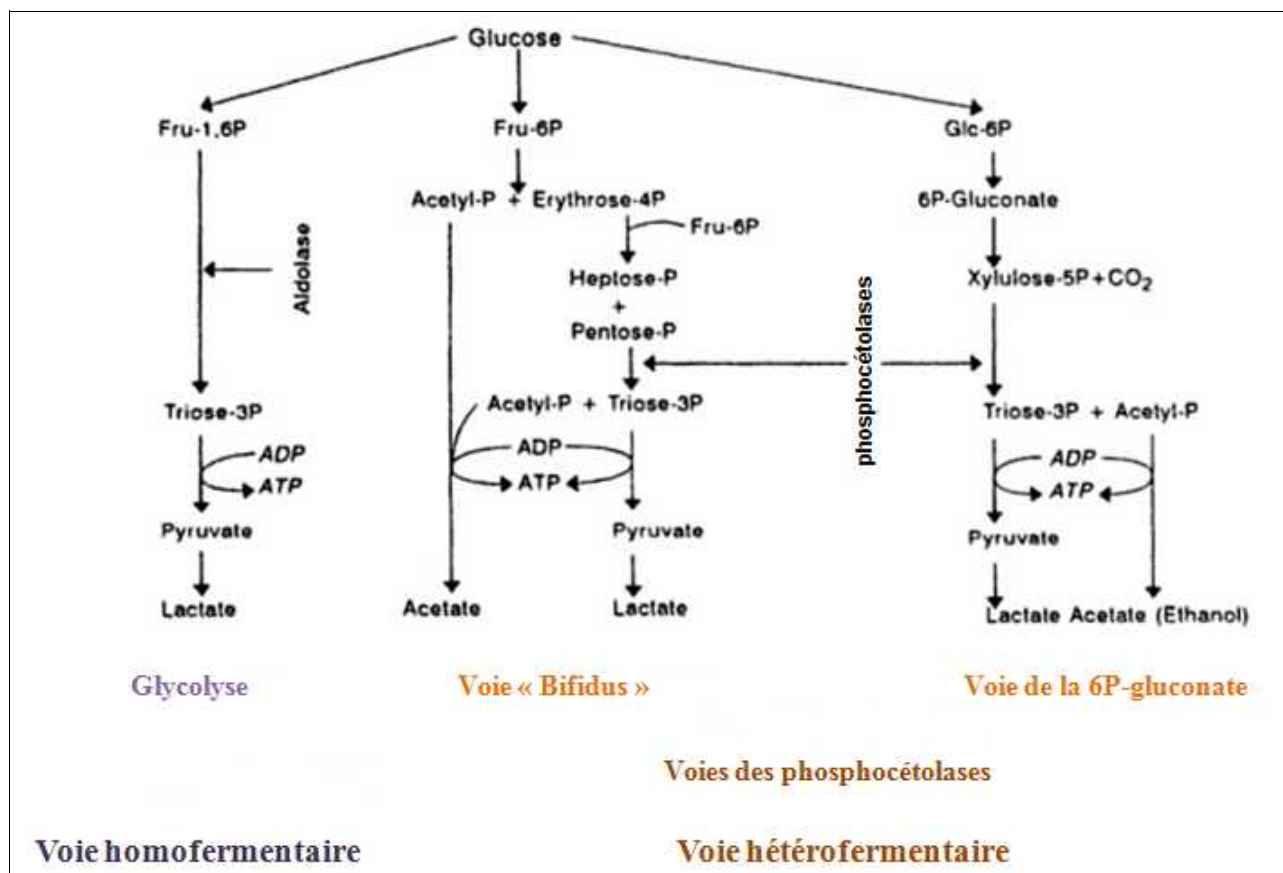 Glucose
Fru-1,6P
Fru-6P
Glc-6P
Acetyl-P + Erythrose-4P
6P-Gluconate
Fru-6P
Aldolase
Heptose-P
+
Pentose-P
Xylulose-5P+CO₂
phosphocétolases
Triose-3P
Acetyl-P + Triose-3P
Triose-3P + Acetyl-P
ADP
ATP
ADP
ATP
ADP
ATP
Pyruvate
Pyruvate
Pyruvate
Lactate
Acetate
Lactate
Lactate Acetate (Ethanol)
Glycolyse
Voie « Bifidus »
Voie de la 6P-gluconate
Voies des phosphocétolases
Voie homofermentaire
Voie hétérofermentaire